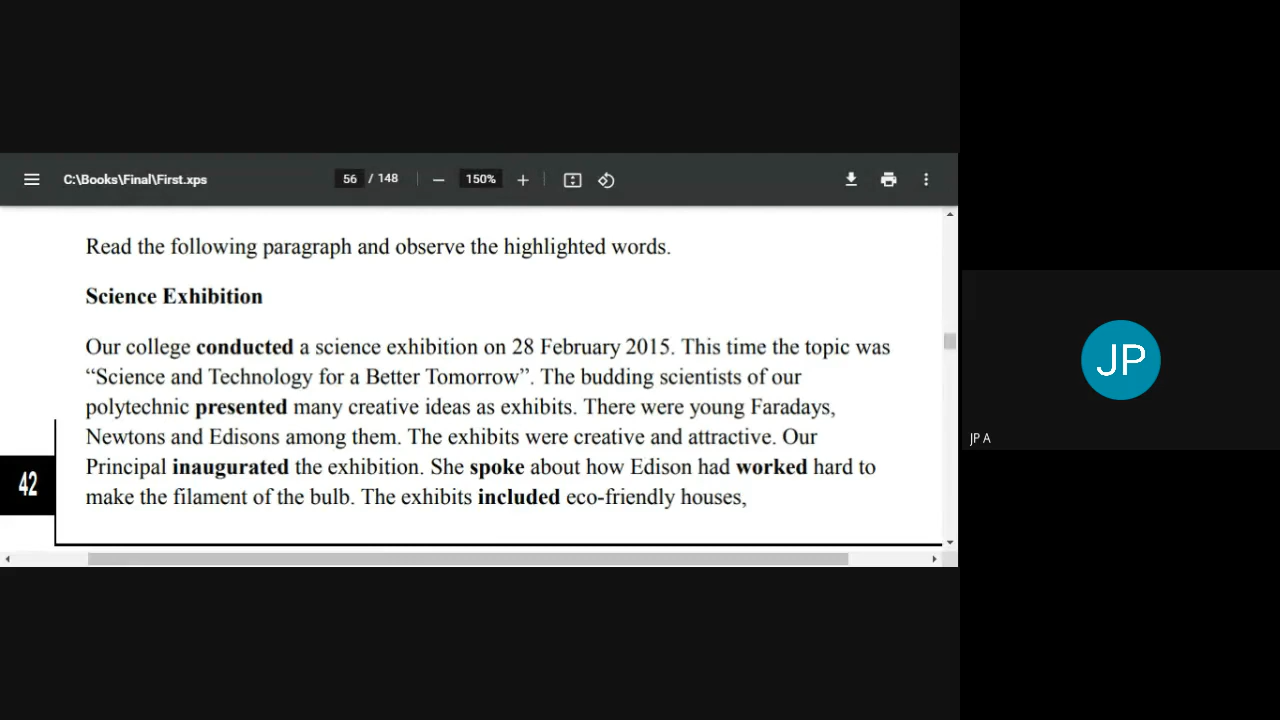 C:\Books\Final\First.xps
56 / 148
150%
Read the following paragraph and observe the highlighted words.
Science Exhibition
Our college conducted a science exhibition on 28 February 2015. This time the topic was
“Science and Technology for a Better Tomorrow”. The budding scientists of our
polytechnic presented many creative ideas as exhibits. There were young Faradays,
Newtons and Edisons among them. The exhibits were creative and attractive. Our
Principal inaugurated the exhibition. She spoke about how Edison had worked hard to
make the filament of the bulb. The exhibits included eco-friendly houses,
42
JP
JP A